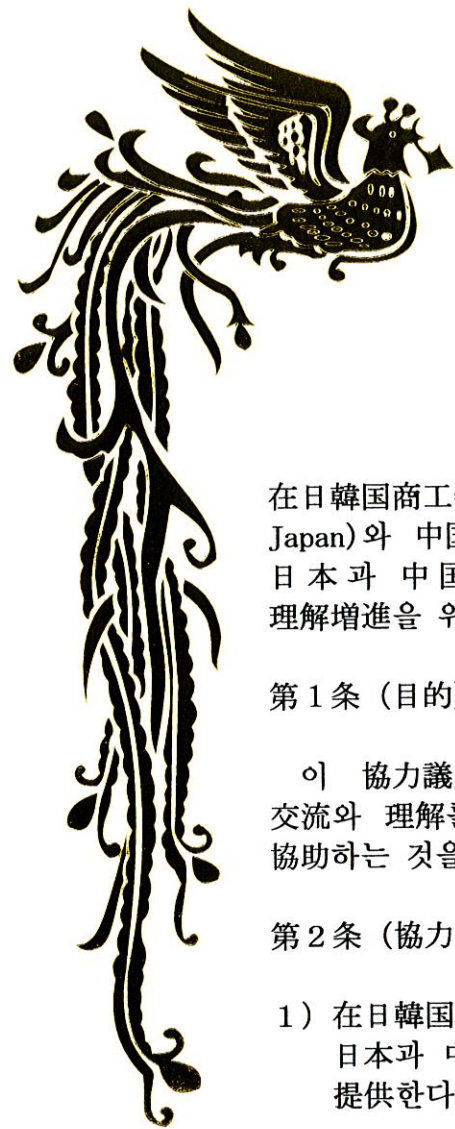 在日韓国商工
Japan)와 中国
日本과 中国
理解増進을 위
第1条 (目的)
이 協力議
交流와 理解를
協助하는 것을
第2条 (協力
1) 在日韓国
日本과 中
提供한다